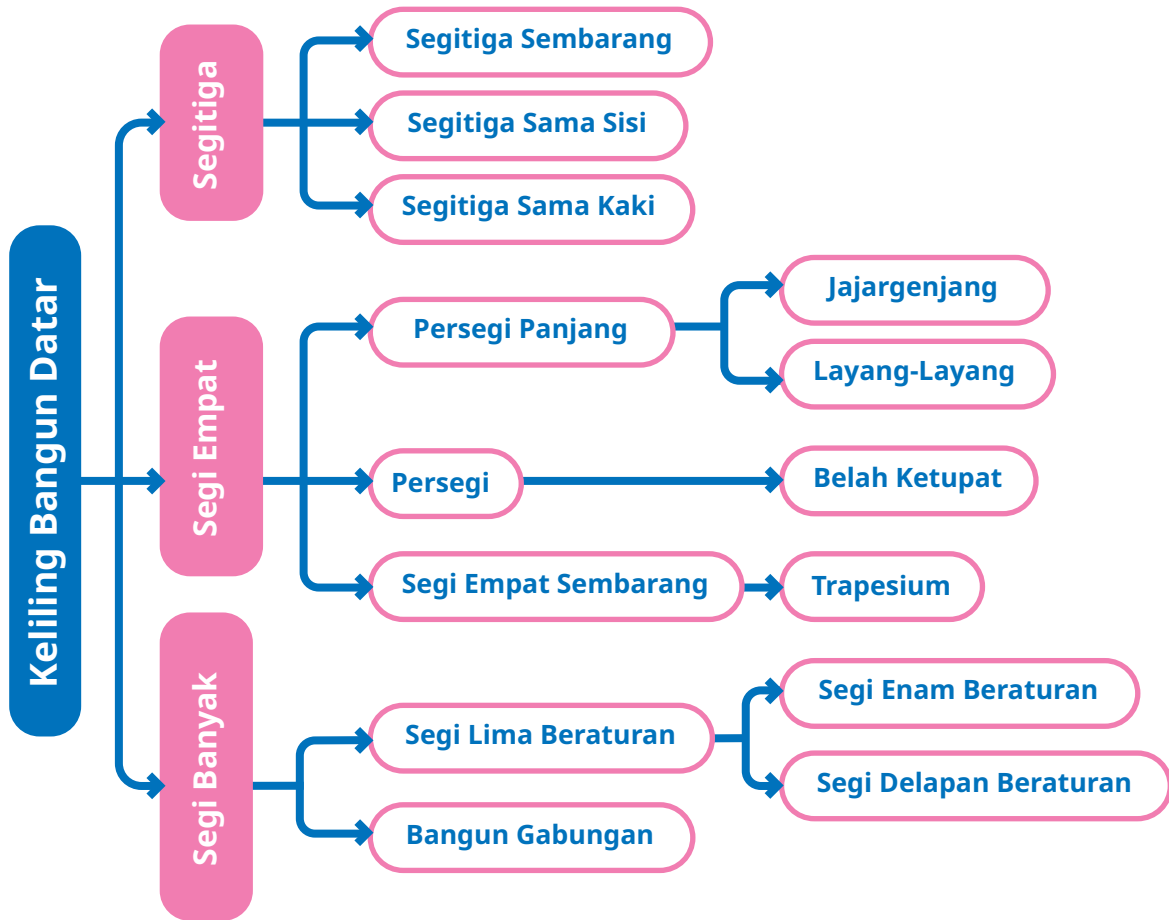 Keliling Bangun Datar
Segitiga
Segitiga Sembarang
Segitiga Sama Sisi
Segitiga Sama Kaki
Segi Empat
Persegi Panjang
Jajargenjang
Layang-Layang
Persegi
Belah Ketupat
Segi Empat Sembarang
Trapesium
Segi Banyak
Segi Lima Beraturan
Segi Enam Beraturan
Segi Delapan Beraturan
Bangun Gabungan